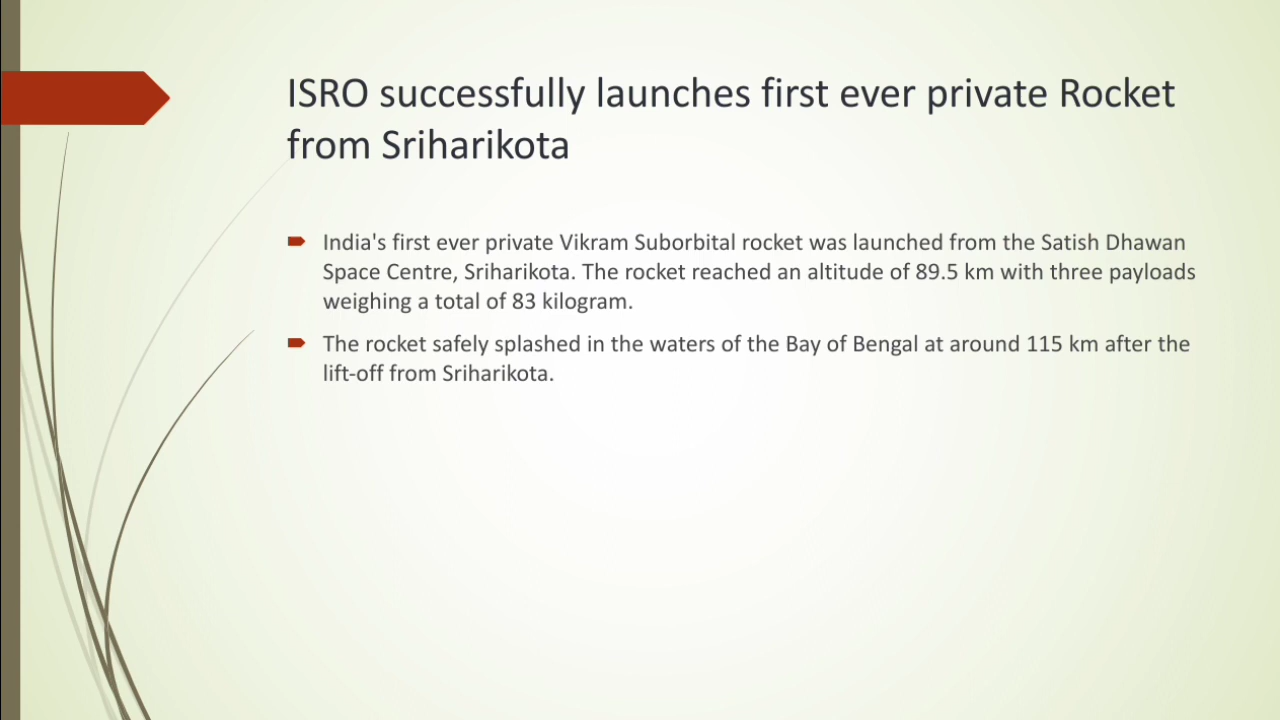 ISRO successfully launches first ever private Rocket
from Sriharikota
India's first ever private Vikram Suborbital rocket was launched from the Satish Dhawan
Space Centre, Sriharikota. The rocket reached an altitude of 89.5 km with three payloads
weighing a total of 83 kilogram.
The rocket safely splashed in the waters of the Bay of Bengal at around 115 km after the
lift-off from Sriharikota.